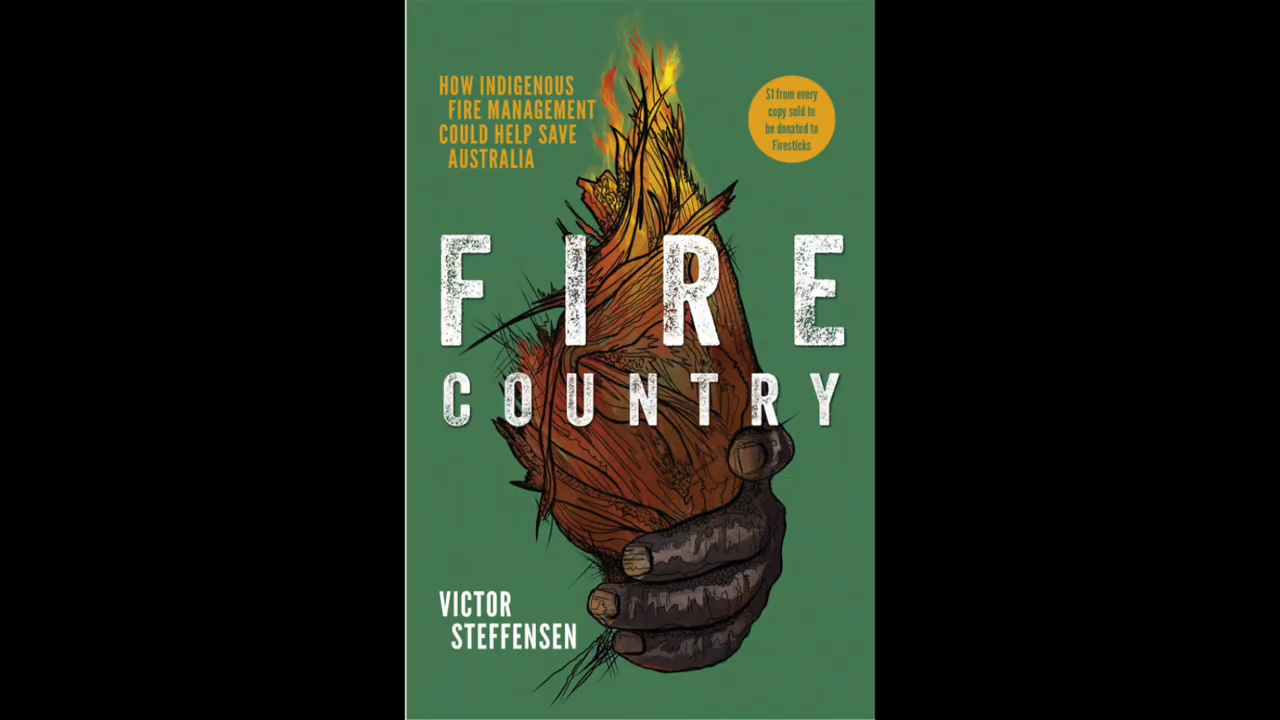 HOW INDIGENOUS
FIRE MANAGEMENT
COULD HELP SAVE
AUSTRALIA
$1 from every
copy sold to
be donated to
Firesticks
FIRE
COUNTRY
VICTOR
STEFFENSEN